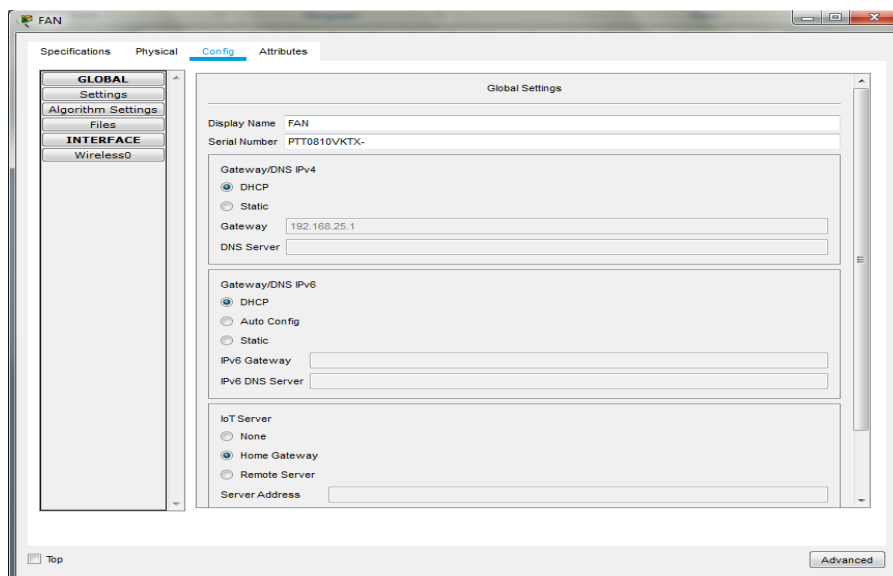 FAN
Specifications Physical Config Attributes
GLOBAL
Settings
Algorithm Settings
Files
INTERFACE
Wireless0
Global Settings
Display Name FAN
Serial Number PTT0810VKTX-
Gateway/DNS IPv4
DHCP
Static
Gateway 192.168.25.1
DNS Server
Gateway/DNS IPv6
DHCP
Auto Config
Static
IPv6 Gateway
IPv6 DNS Server
IoT Server
None
Home Gateway
Remote Server
Server Address
Top
Advanced